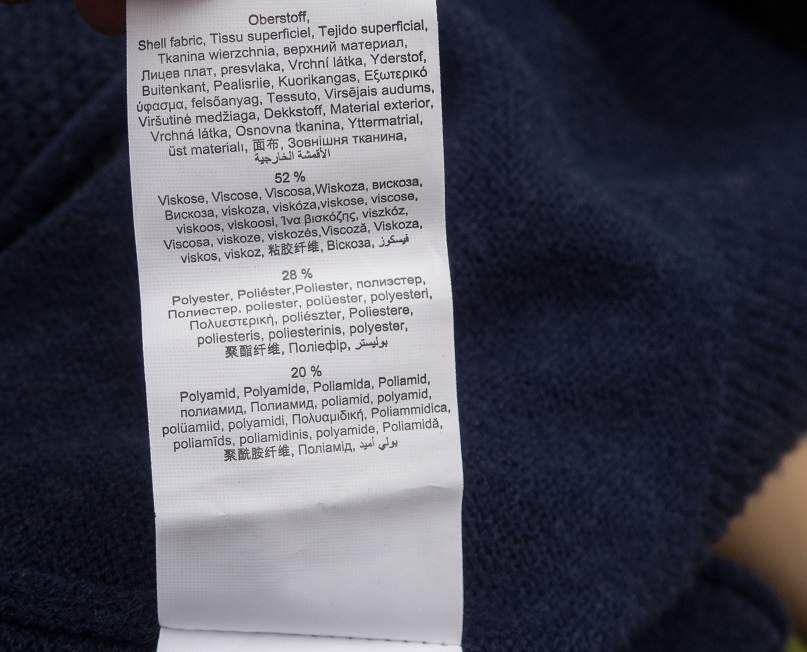 Oberstoff,
Shell fabric, Tissu superficiel, Tejido superficial,
Tkanina wierzchnia, верхний материал,
Лицев плат, presvlaka, Vrchní látka, Yderstof,
Buitenkant, Pealisriie, Kuorikangas, Εξωτερικό
ύφασμα, felsőanyag, Tessuto, Virsējais audums,
Viršutinė medžiaga, Dekkstoff, Material exterior,
Vrchná látka, Osnovna tkanina, Yttermatrial,
üst materialı, 面布, Зовнішня тканина,
الأقمشة الخارجية
52 %
Viskose, Viscose, Viscosa,Wiskoza, вискоза,
Вискоза, viskoza, viskóza,viskose, viscose,
viskoos, viskoosi, Ίνα βισκόζης, viszkóz,
Viscosa, viskoze, viskozės,Viscoză, Viskoza,
viskos, viskoz, 粘胶纤维, Віскоза, فيسكوز
28 %
Polyester, Poliéster,Poliester, полиэстер,
Полиестер, poliester, polüester, polyesteri,
Πολυεστερική, poliészter, Poliestere,
poliesteris, poliesterinis, polyester,
聚酯纤维, Поліефір, بوليستر
20 %
Polyamid, Polyamide, Poliamida, Poliamid,
полиамид, Полиамид, poliamid, polyamid,
polüamiid, polyamidi, Πολυαμιδική, Poliammidica,
poliamīds, poliamidinis, polyamide, Poliamidă,
聚酰胺纤维, Поліамід, بولي أميد